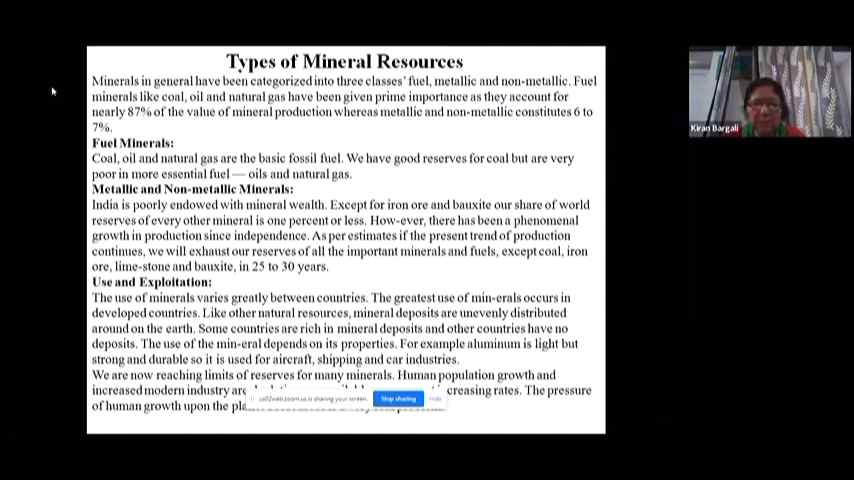 Types of Mineral Resources
Minerals in general have been categorized into three classes' fuel, metallic and non-metallic. Fuel
minerals like coal, oil and natural gas have been given prime importance as they account for
nearly 87% of the value of mineral production whereas metallic and non-metallic constitutes 6 to
7%.
Fuel Minerals:
Coal, oil and natural gas are the basic fossil fuel. We have good reserves for coal but are very
poor in more essential fuel — oils and natural gas.
Metallic and Non-metallic Minerals:
India is poorly endowed with mineral wealth. Except for iron ore and bauxite our share of world
reserves of every other mineral is one percent or less. How-ever, there has been a phenomenal
growth in production since independence. As per estimates if the present trend of production
continues, we will exhaust our reserves of all the important minerals and fuels, except coal, iron
ore, lime-stone and bauxite, in 25 to 30 years.
Use and Exploitation:
The use of minerals varies greatly between countries. The greatest use of min-erals occurs in
developed countries. Like other natural resources, mineral deposits are unevenly distributed
around on the earth. Some countries are rich in mineral deposits and other countries have no
deposits. The use of the min-eral depends on its properties. For example aluminum is light but
strong and durable so it is used for aircraft, shipping and car industries.
We are now reaching limits of reserves for many minerals. Human population growth and
increased modern industry are creasing rates. The pressure
of human growth upon the
us02web.zoom.us is sharing your screen.
Stop sharing
Hide
Kiran Bargali